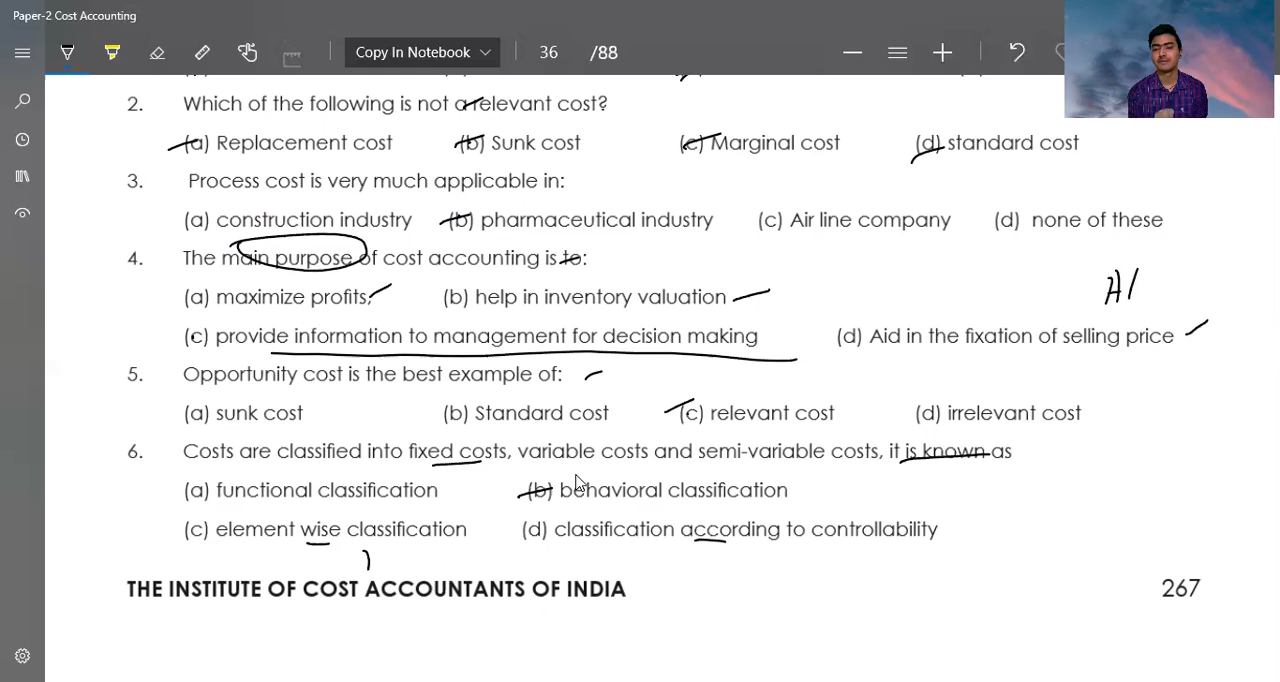 Paper-2 Cost Accounting
Copy In Notebook 36 /88
2. Which of the following is not a relevant cost?
(a) Replacement cost (b) Sunk cost (c) Marginal cost (d) standard cost
3. Process cost is very much applicable in:
(a) construction industry (b) pharmaceutical industry (c) Air line company (d) none of these
4. The main purpose of cost accounting is to:
(a) maximize profits; (b) help in inventory valuation
(c) provide information to management for decision making (d) Aid in the fixation of selling price
5. Opportunity cost is the best example of:
(a) sunk cost (b) Standard cost (c) relevant cost (d) irrelevant cost
6. Costs are classified into fixed costs, variable costs and semi-variable costs, it is known as
(a) functional classification (b) behavioral classification
(c) element wise classification (d) classification according to controllability
THE INSTITUTE OF COST ACCOUNTANTS OF INDIA 267